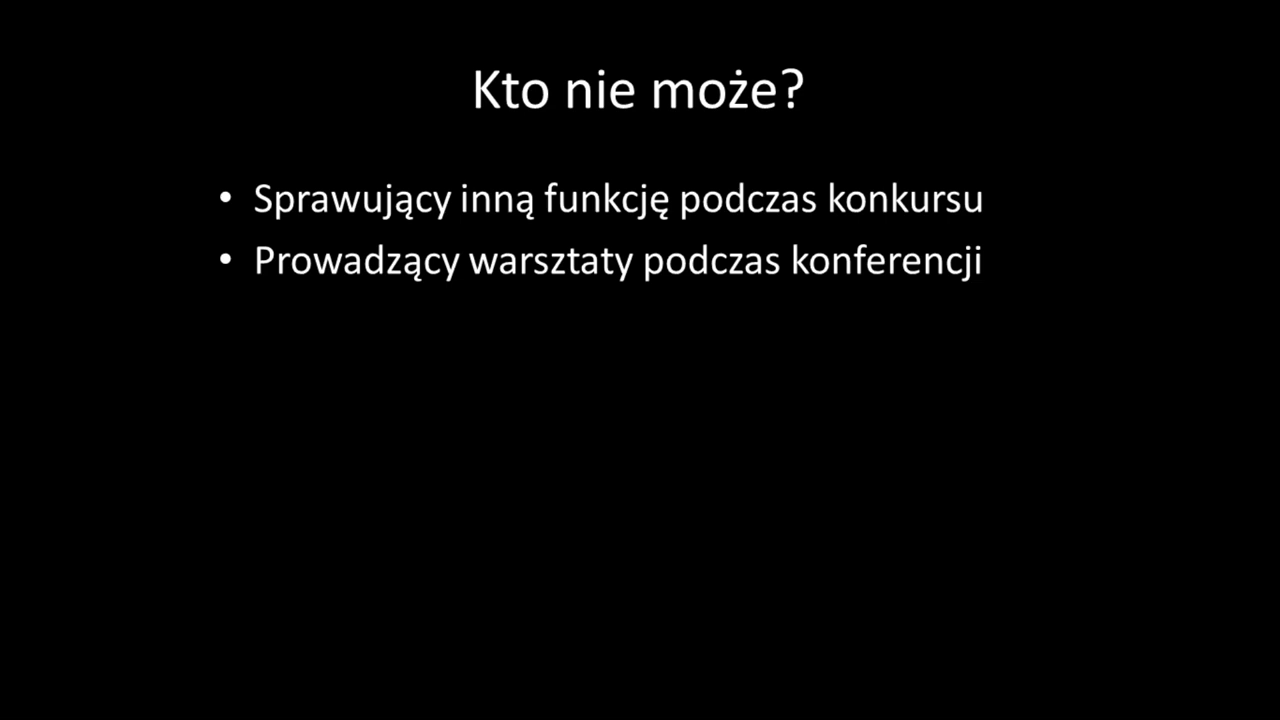 Kto nie może?
• Sprawujący inną funkcję podczas konkursu
• Prowadzący warsztaty podczas konferencji